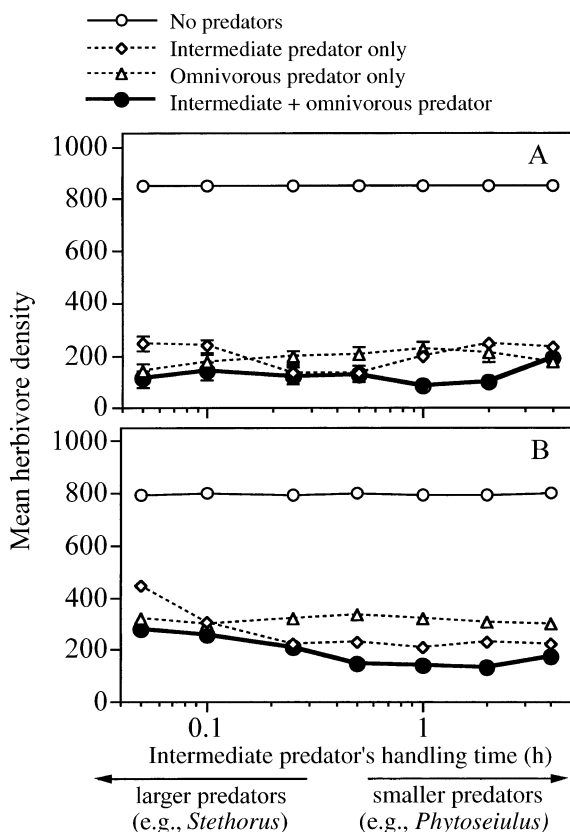 No predators
Intermediate predator only
Omnivorous predator only
Intermediate + omnivorous predator
A
1000
800
600
400
200
0
B
1000
800
600
400
200
0
Mean herbivore density
0.1 1
Intermediate predator's handling time (h)
larger predators smaller predators
(e.g., Stethorus) (e.g., Phytoseiulus)